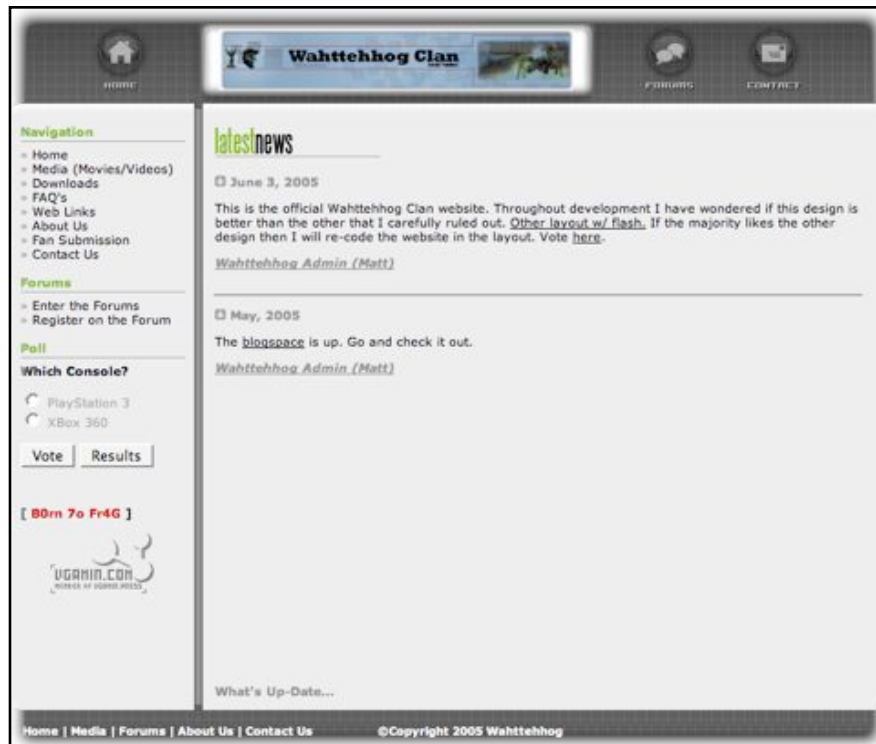 Wahttehhog Clan
HOME
FORUMS
CONTACT
Navigation
» Home
» Media (Movies/Videos)
» Downloads
» FAQ's
» Web Links
» About Us
» Fan Submission
» Contact Us
Forums
» Enter the Forums
» Register on the Forum
Poll
Which Console?
PlayStation 3
XBox 360
Vote
Results
[ B0rn 7o Fr4G ]
VGAMIN.COM
latestnews
June 3, 2005
This is the official Wahttehhog Clan website. Throughout development I have wondered if this design is
better than the other that I carefully ruled out. Other layout w/ flash. If the majority likes the other
design then I will re-code the website in the layout. Vote here.
Wahttehhog Admin (Matt)
May, 2005
The blogspace is up. Go and check it out.
Wahttehhog Admin (Matt)
What's Up-Date...
Home | Media | Forums | About Us | Contact Us
©Copyright 2005 Wahttehhog